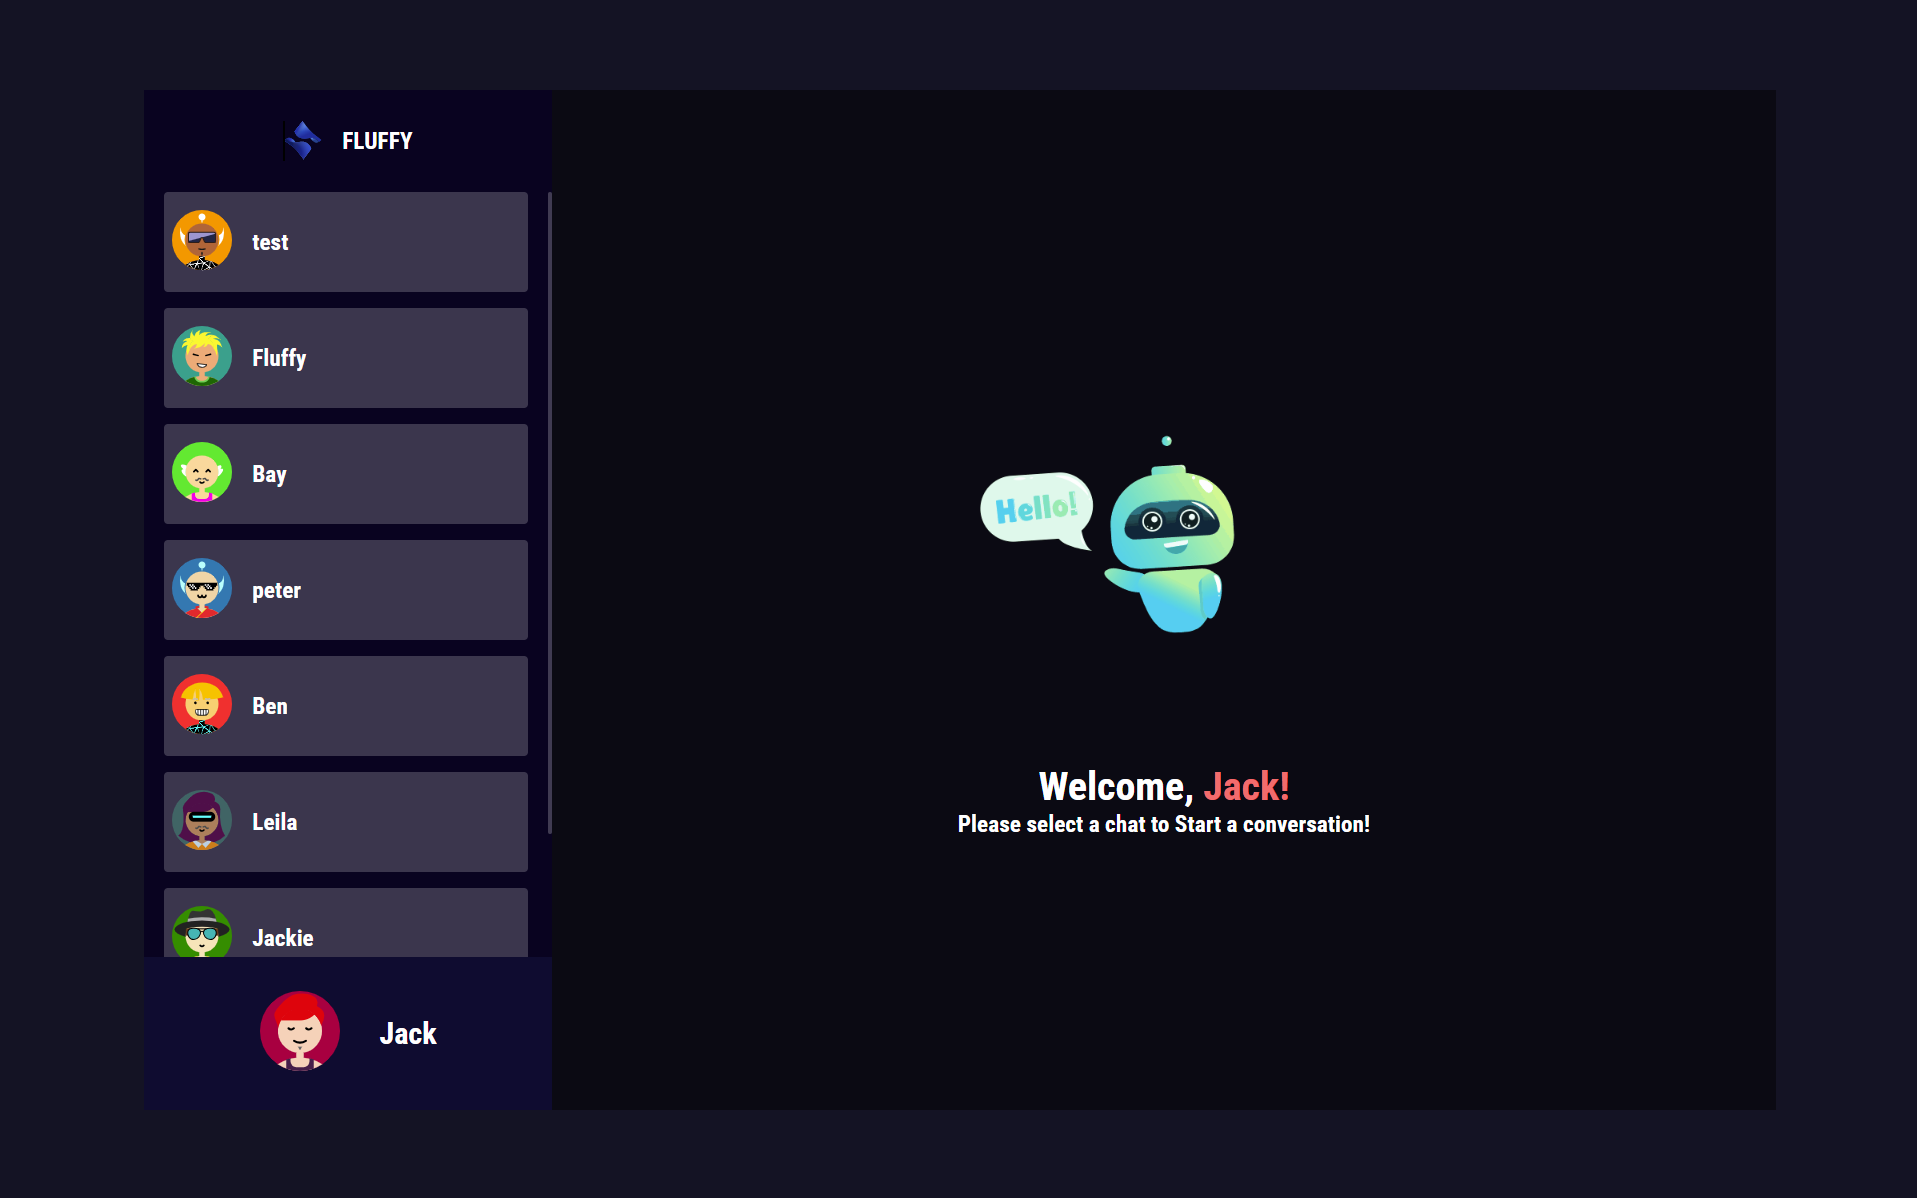 FLUFFY
test
Fluffy
Bay
peter
Ben
Leila
Jackie
Jack
Hello!
Welcome, Jack!
Please select a chat to Start a conversation!